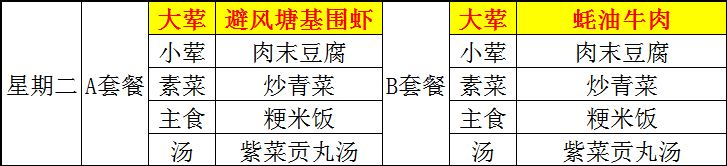 大荤 避风塘基围虾 大荤 蚝油牛肉
小荤 肉末豆腐 小荤 肉末豆腐
星期二 A套餐 素菜 炒青菜 B套餐 素菜 炒青菜
主食 粳米饭 主食 粳米饭
汤 紫菜贡丸汤 汤 紫菜贡丸汤